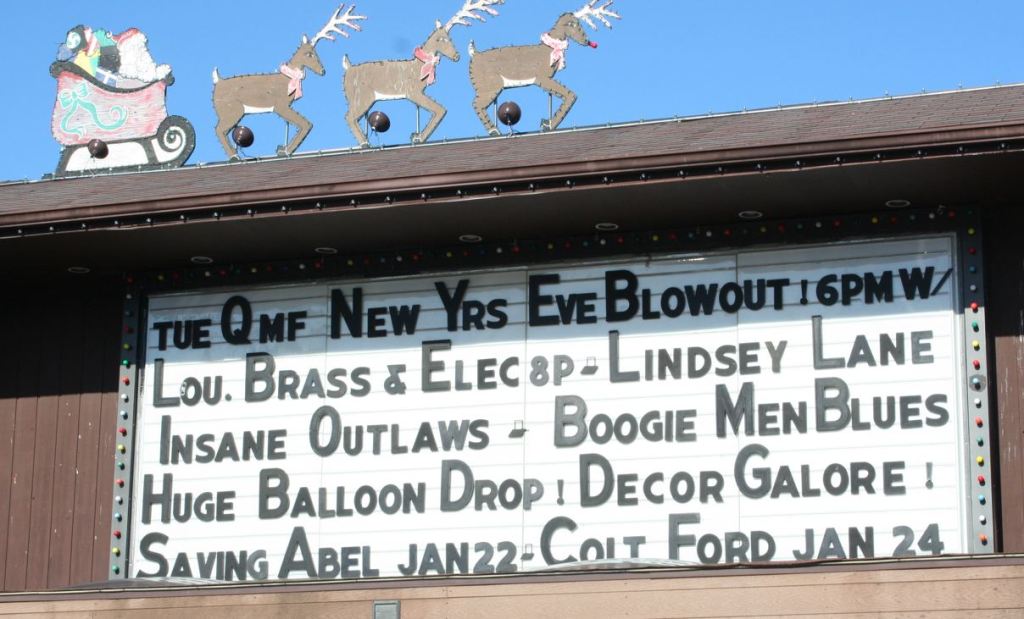 TUE QMF NEW YRS EVE BLOWOUT! 6PM W/
LOU. BRASS & ELEC 8P - LINDSEY LANE
INSANE OUTLAWS - BOOGIE MEN BLUES
HUGE BALLOON DROP! DECOR GALORE!
SAVING ABEL JAN 22 - COLT FORD JAN 24